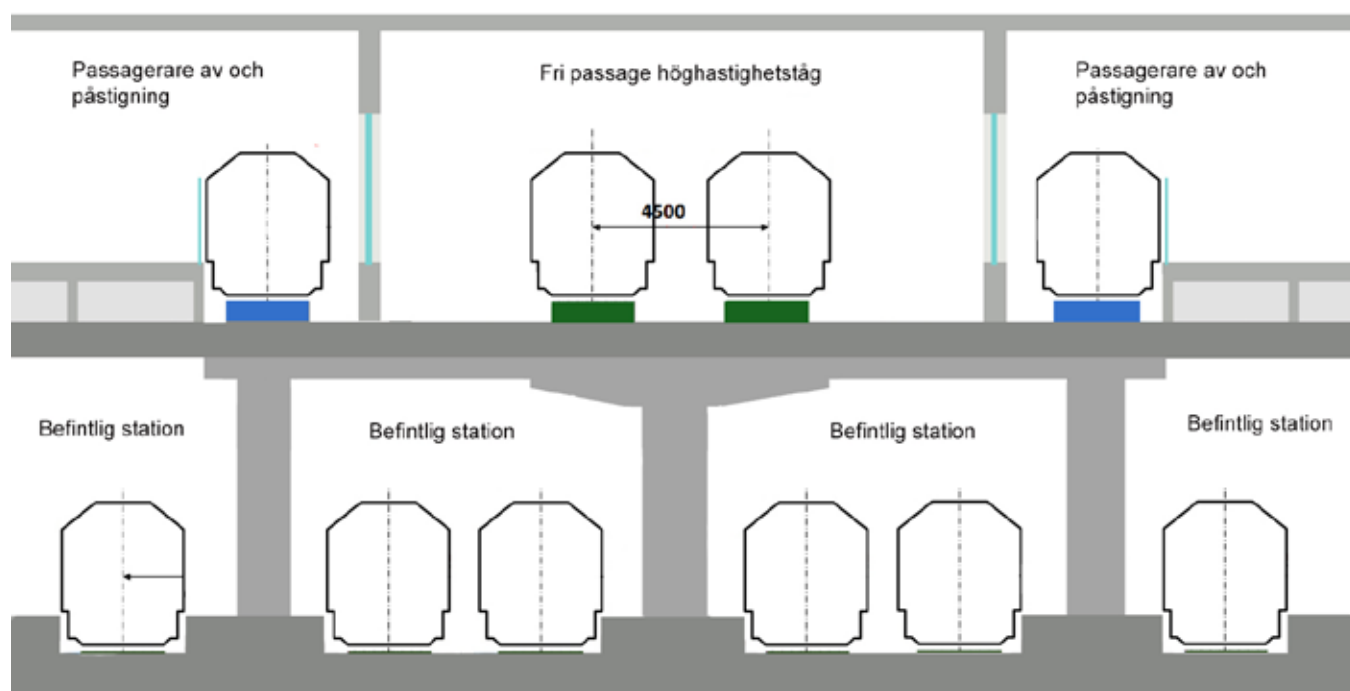 Passagerare av och
påstigning
Fri passage höghastighetståg
Passagerare av och
påstigning
4500
Befintlig station
Befintlig station
Befintlig station
Befintlig station